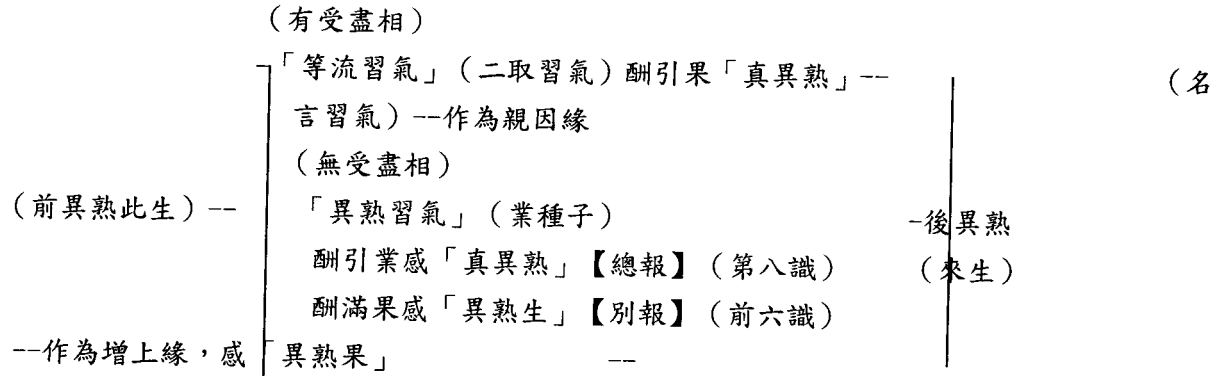 （有受盡相）
「等流習氣」（二取習氣）酬引果「真異熟」-- （名
言習氣）--作為親因緣
（無受盡相）
（前異熟此生）-- 「異熟習氣」（業種子） -後異熟
酬引業感「真異熟」【總報】（第八識） （來生）
酬滿果感「異熟生」【別報】（前六識）
--作為增上緣，感「異熟果」 --